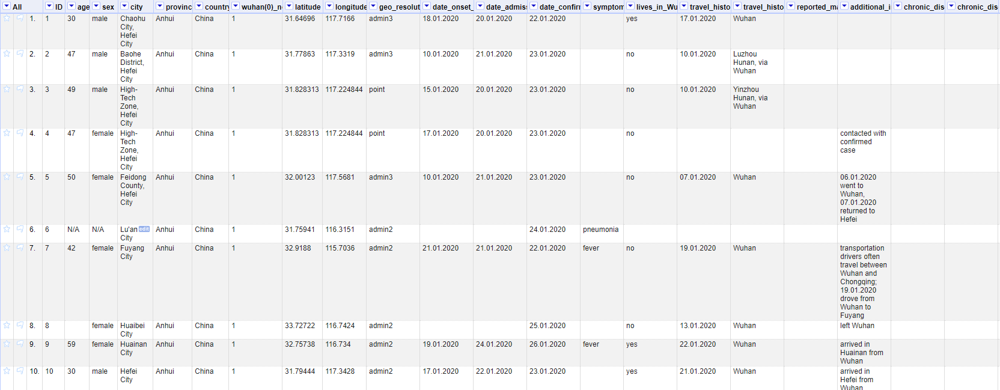 All ID age sex city provinc country wuhan(0)_n latitude longitude geo_resolut date_onset_ date_admis date_confir symptom lives_in_Wu travel_histo travel_histo reported_ma additional_i chronic_dis chronic_dis
1. 1 30 male Chaohu Anhui China 1 31.64696 117.7166 admin3 18.01.2020 20.01.2020 22.01.2020 yes 17.01.2020 Wuhan
City,
Hefei
City
2. 2 47 male Baohe Anhui China 1 31.77863 117.3319 admin3 10.01.2020 21.01.2020 23.01.2020 no 10.01.2020 Luzhou
District, Hunan, via
Hefei Wuhan
City
3. 3 49 male High- Anhui China 1 31.828313 117.224844 point 15.01.2020 20.01.2020 23.01.2020 no 10.01.2020 Yinzhou
Tech Hunan, via
Zone, Wuhan
Hefei
City
4. 4 47 female High- Anhui China 1 31.828313 117.224844 point 17.01.2020 20.01.2020 23.01.2020 no contacted with
Tech confirmed
Zone, case
Hefei
City
5. 5 50 female Feidong Anhui China 1 32.00123 117.5681 admin3 10.01.2020 21.01.2020 23.01.2020 no 07.01.2020 Wuhan 06.01.2020
County, went to
Hefei Wuhan,
City 07.01.2020
returned to
Hefei
6. 6 N/A N/A Lu'an edit Anhui China 1 31.75941 116.3151 admin2 24.01.2020 pneumonia
City
7. 7 42 female Fuyang Anhui China 1 32.9188 115.7036 admin2 21.01.2020 21.01.2020 22.01.2020 fever no 19.01.2020 Wuhan transportation
City drivers often
travel between
Wuhan and
Chongqing;
19.01.2020
drove from
Wuhan to
Fuyang
8. 8 female Huaibei Anhui China 1 33.72722 116.7424 admin2 25.01.2020 no 13.01.2020 Wuhan left Wuhan
City
9. 9 59 female Huainan Anhui China 1 32.75738 116.734 admin2 19.01.2020 24.01.2020 26.01.2020 fever yes 22.01.2020 Wuhan arrived in
City Huainan from
Wuhan
10. 10 30 male Hefei Anhui China 1 31.79444 117.3428 admin2 17.01.2020 22.01.2020 23.01.2020 yes 21.01.2020 Wuhan arrived in
City Hefei from
Wuhan